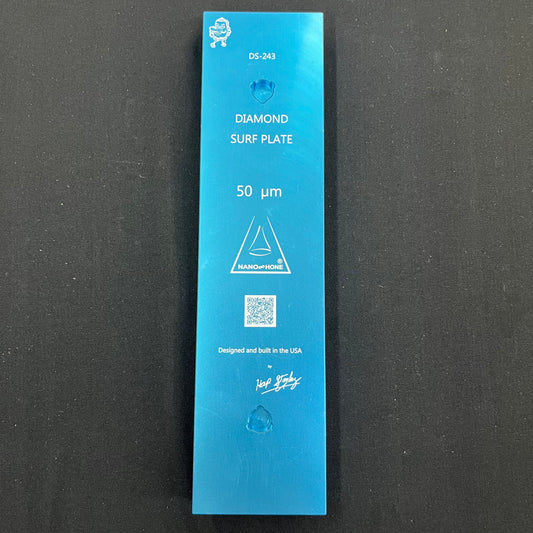 DS-243
DIAMOND
SURF PLATE
50 μm
NANO HONE
®
Designed and built in the USA
by